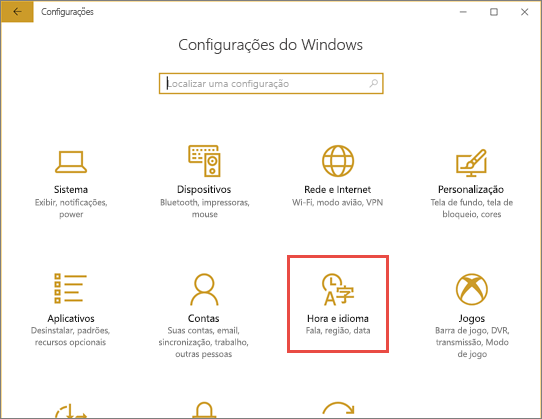 Configurações
Configurações do Windows
Localizar uma configuração
Sistema
Exibir, notificações,
power
Dispositivos
Bluetooth, impressoras,
mouse
Rede e Internet
Wi-Fi, modo avião, VPN
Personalização
Tela de fundo, tela de
bloqueio, cores
Aplicativos
Desinstalar, padrões,
recursos opcionais
Contas
Suas contas, email,
sincronização, trabalho,
outras pessoas
A字
Hora e idioma
Fala, região, data
Jogos
Barra de jogo, DVR,
transmissão, Modo
de jogo